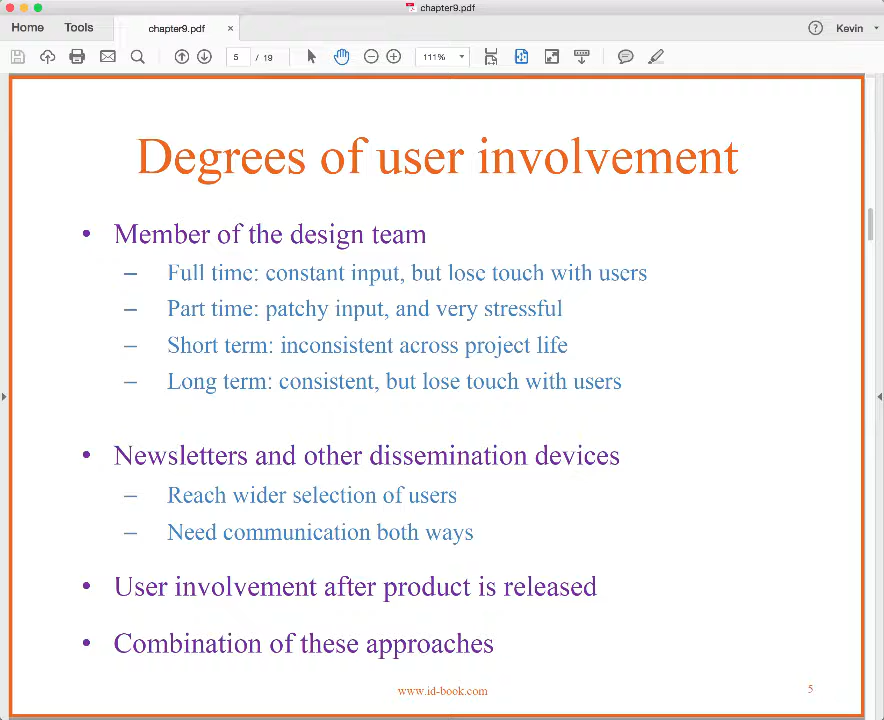 chapter9.pdf
Home Tools chapter9.pdf × Kevin
5 / 19 111%
Degrees of user involvement
• Member of the design team
– Full time: constant input, but lose touch with users
– Part time: patchy input, and very stressful
– Short term: inconsistent across project life
– Long term: consistent, but lose touch with users
• Newsletters and other dissemination devices
– Reach wider selection of users
– Need communication both ways
• User involvement after product is released
• Combination of these approaches
www.id-book.com 5